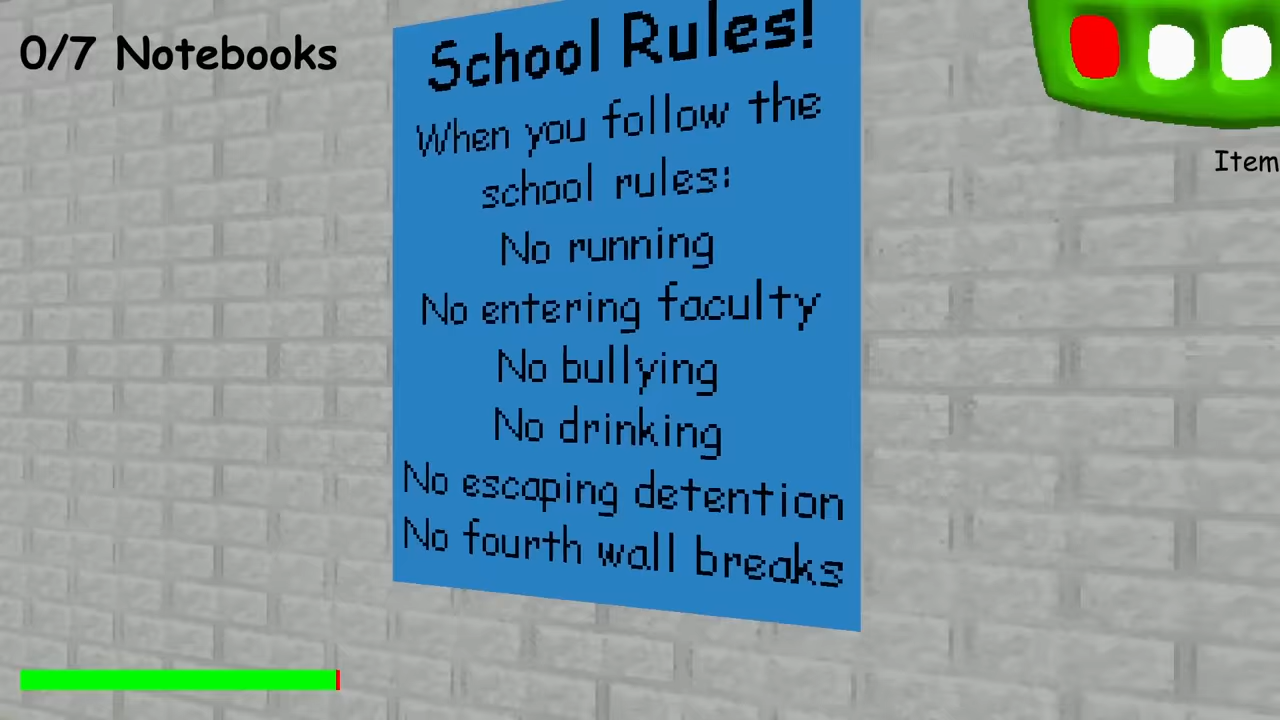 0/7 Notebooks
School Rules!
When you follow the
school rules:
No running
No entering faculty
No bullying
No drinking
No escaping detention
No fourth wall breaks
Item